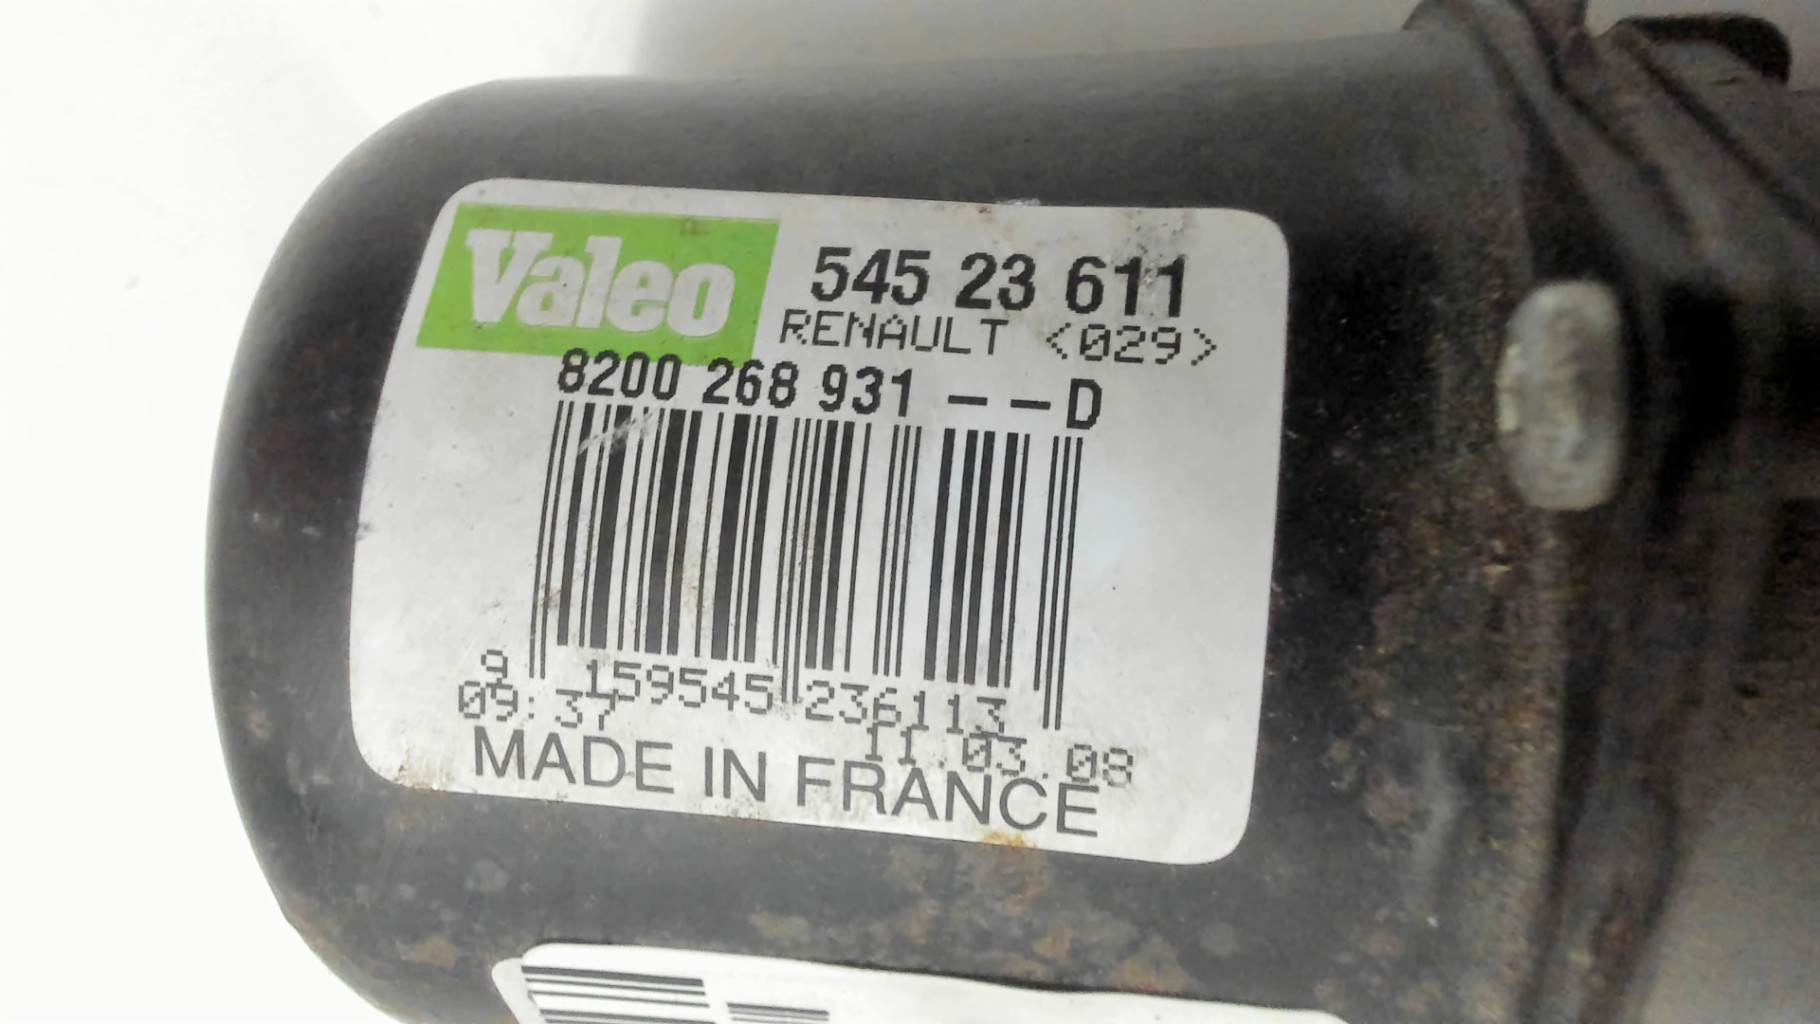 Valeo
545 23 611
RENAULT <029>
8200 268 931 -- D
9 159545 236113
09:37 11.03.08
MADE IN FRANCE